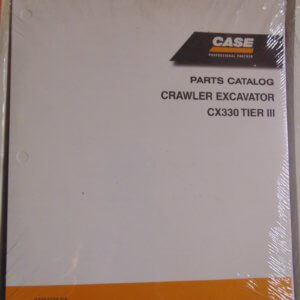 CASE
PROFESSIONAL PARTNER
PARTS CATALOG
CRAWLER EXCAVATOR
CX330 TIER III